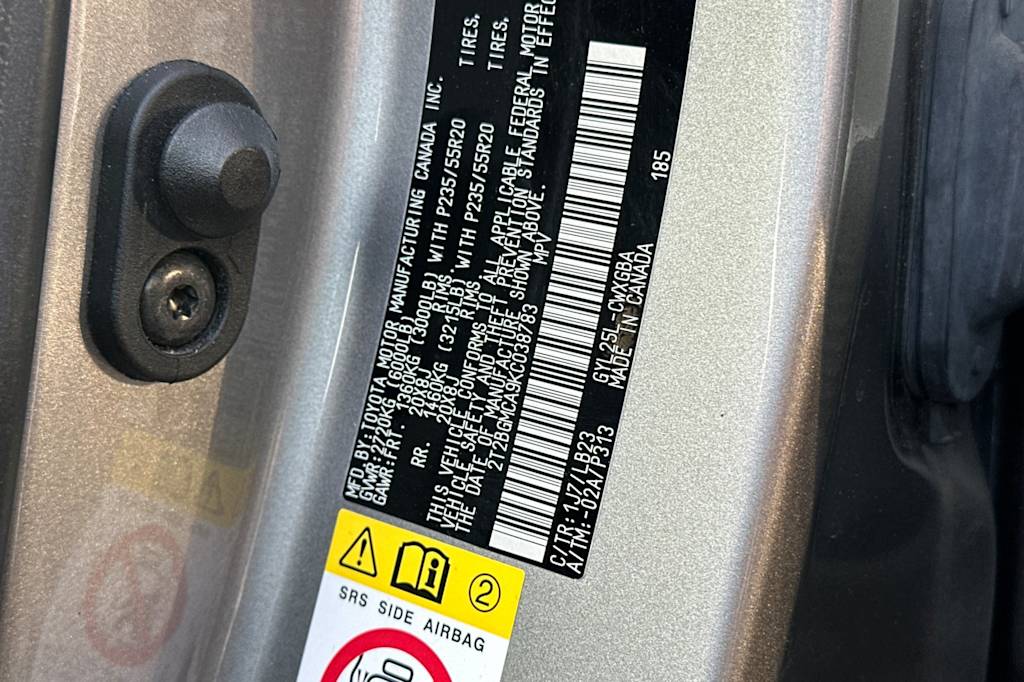 MFD BY:TOYOTA MOTOR MANUFACTURING CANADA INC.
GVWR:2720KG (6000LB)
GAWR:FRT. 1360KG (3000LB) WITH P235/55R20 TIRES,
20X8J RIMS.
RR. 1460KG (3215LB) WITH P235/55R20 TIRES,
20X8J RIMS.
THIS VEHICLE CONFORMS TO ALL APPLICABLE FEDERAL MOTOR
VEHICLE SAFETY AND THEFT PREVENTION STANDARDS IN EFFEC
THE DATE OF MANUFACTURE SHOWN ABOVE.
2T2BGMCA9KC038783 MPV
185
C/TR:1J7/LB23 GYL25L-CWXGBA
A/TM:-02A/P313 MADE IN CANADA
2
SRS SIDE AIRBAG